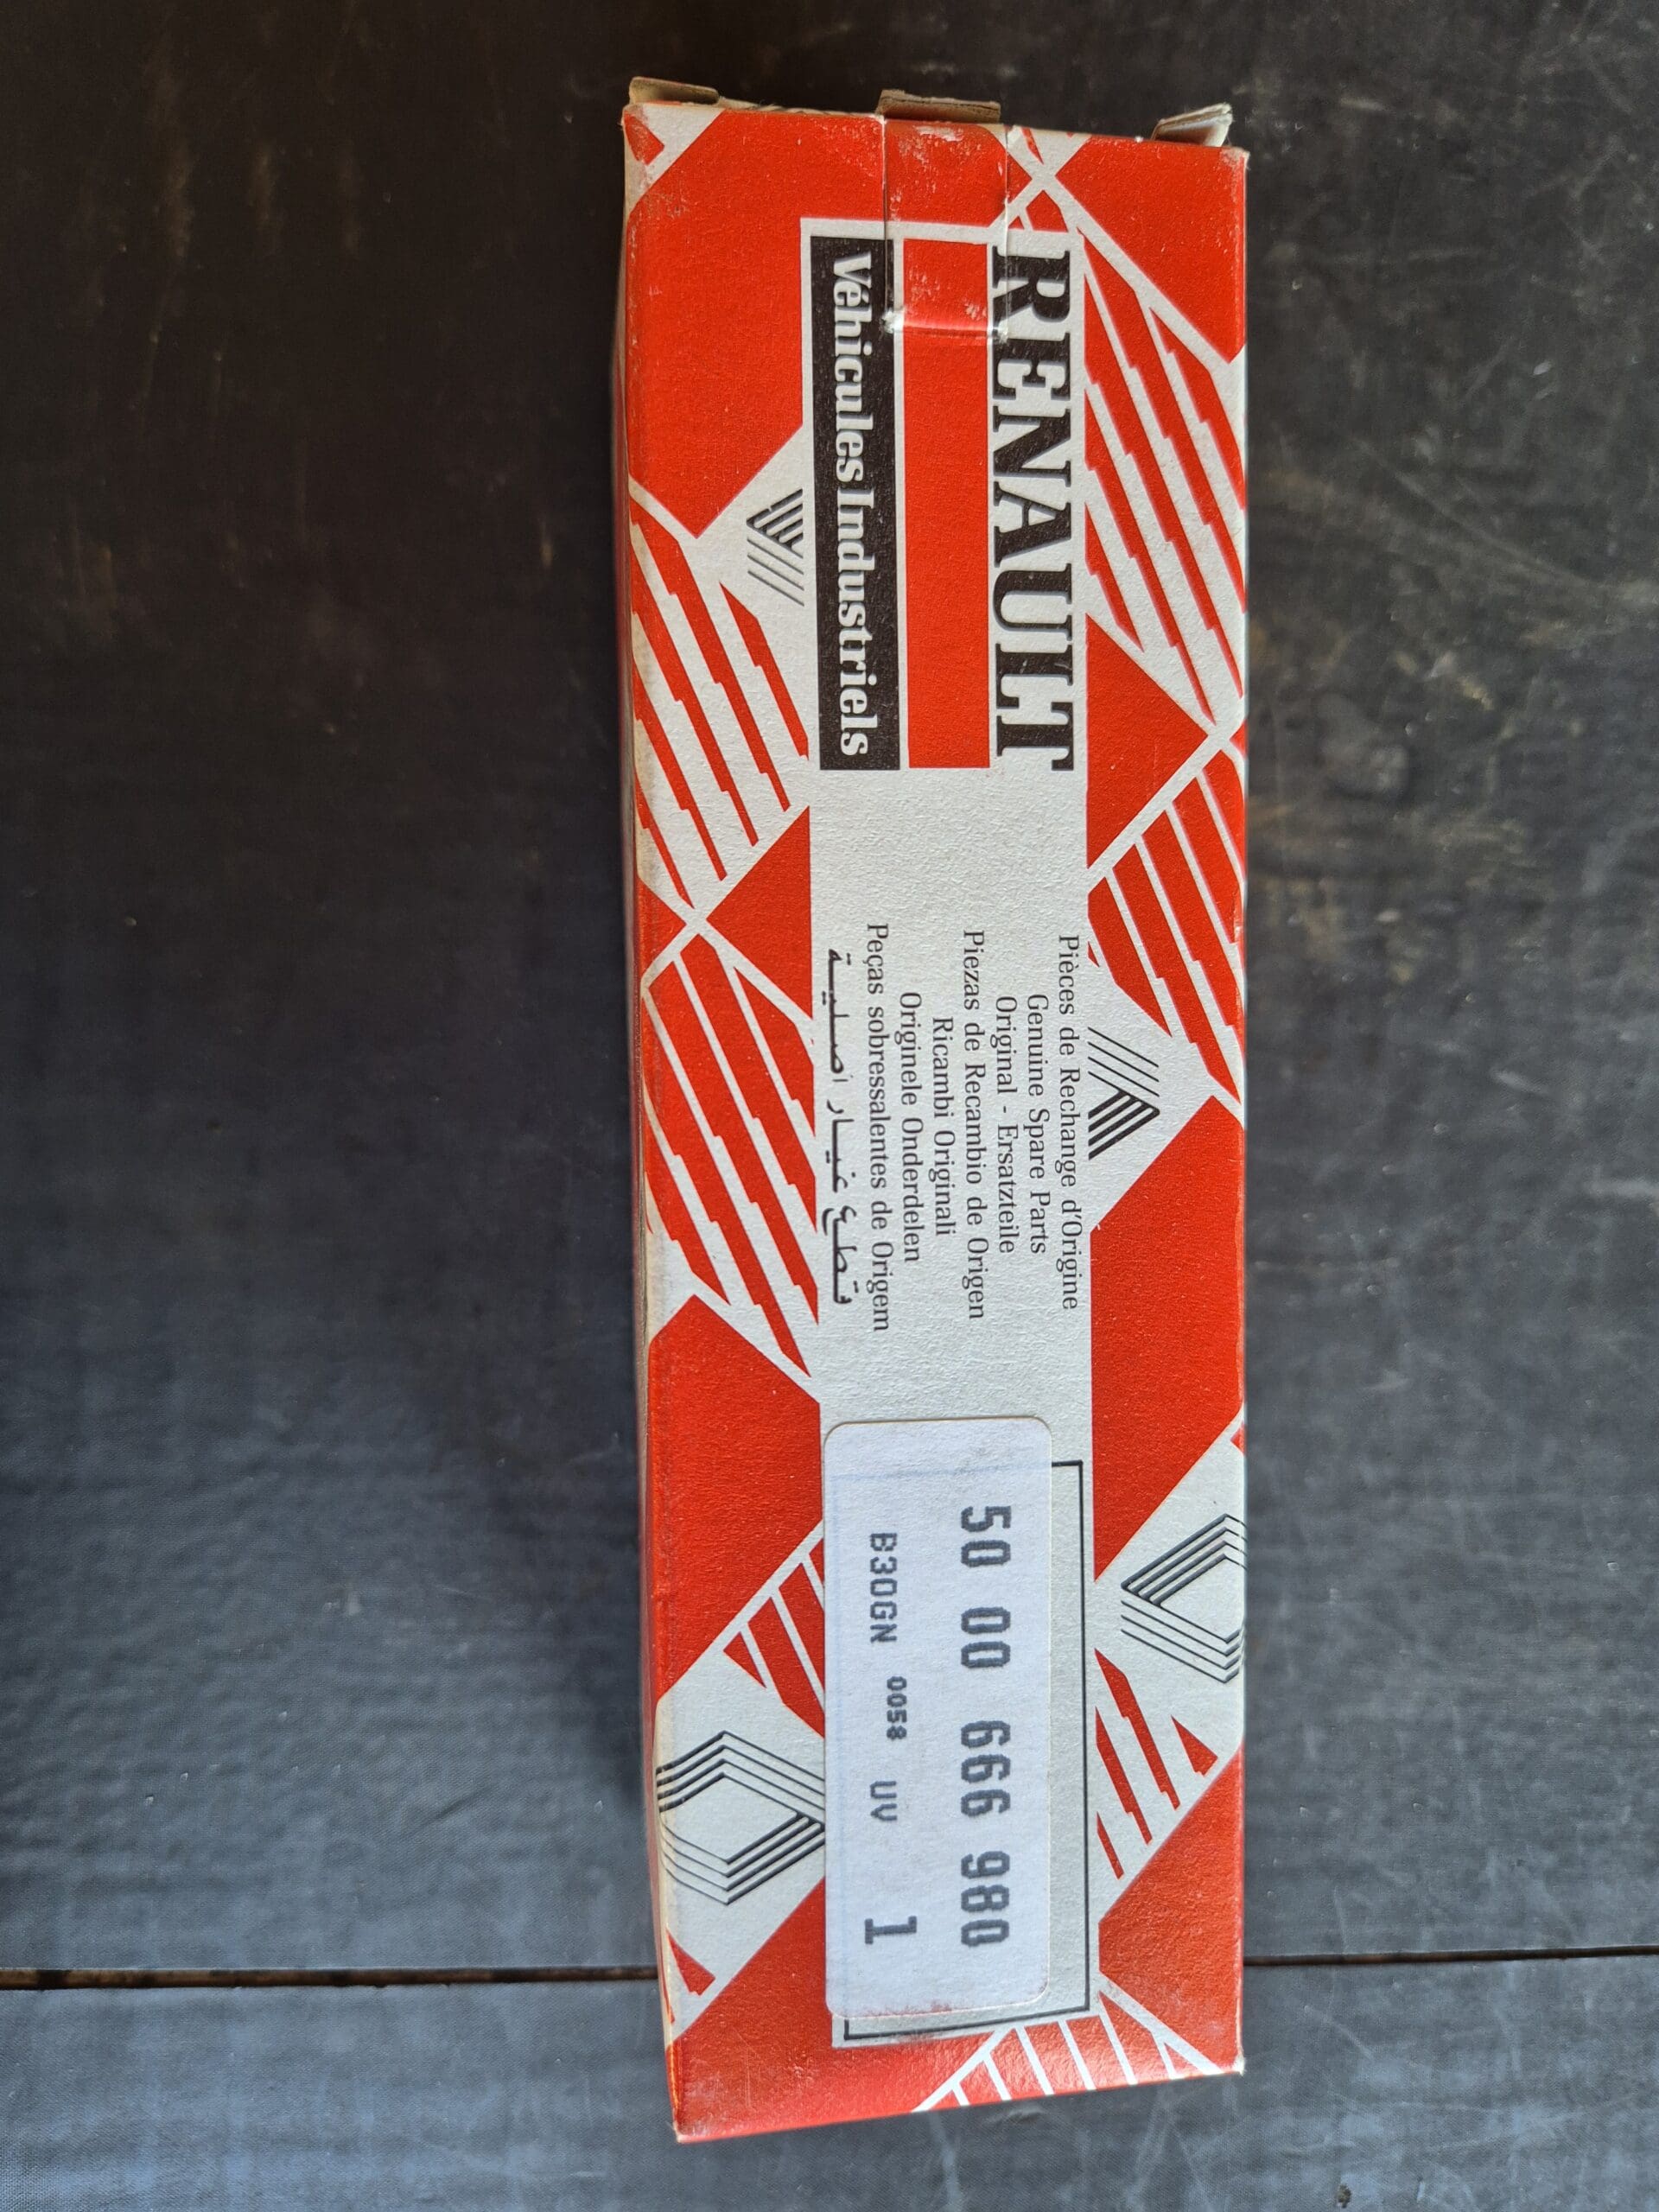 RENAULT
Véhicules Industriels
Pièces de Rechange d'Origine
Genuine Spare Parts
Original - Ersatzteile
Piezas de Recambio de Origen
Ricambi Originali
Originele Onderdelen
Peças sobressalentes de Origem
قطع غيار أصلية
50 00 666 980
B30GN 0058 UV 1